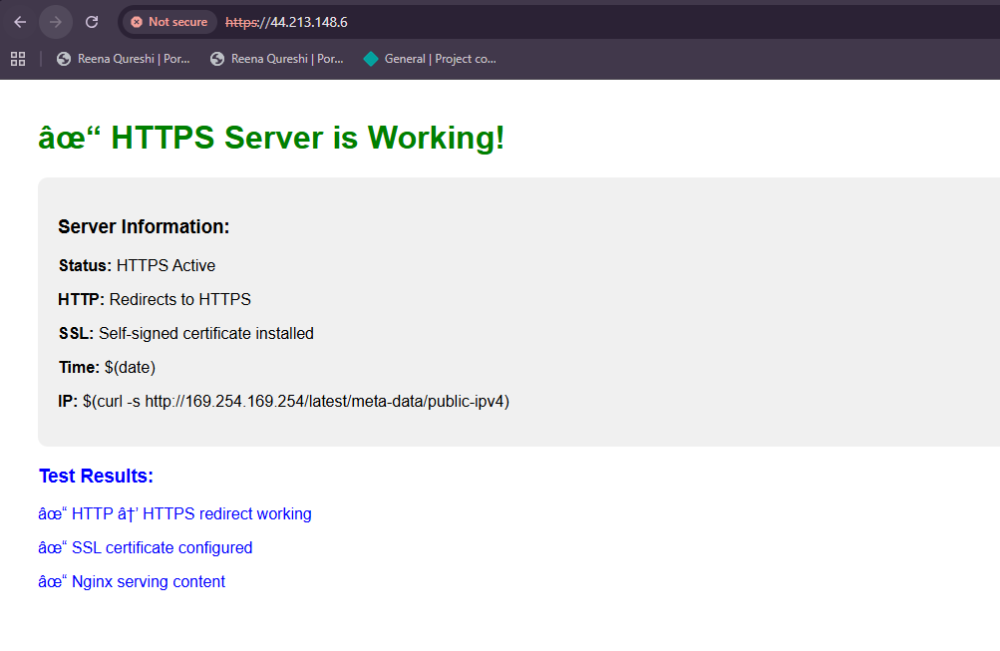 Not secure https://44.213.148.6
Reena Qureshi | Por... Reena Qureshi | Por... General | Project co...
âœ“ HTTPS Server is Working!
Server Information:
Status: HTTPS Active
HTTP: Redirects to HTTPS
SSL: Self-signed certificate installed
Time: $(date)
IP: $(curl -s http://169.254.169.254/latest/meta-data/public-ipv4)
Test Results:
âœ“ HTTP â†’ HTTPS redirect working
âœ“ SSL certificate configured
âœ“ Nginx serving content